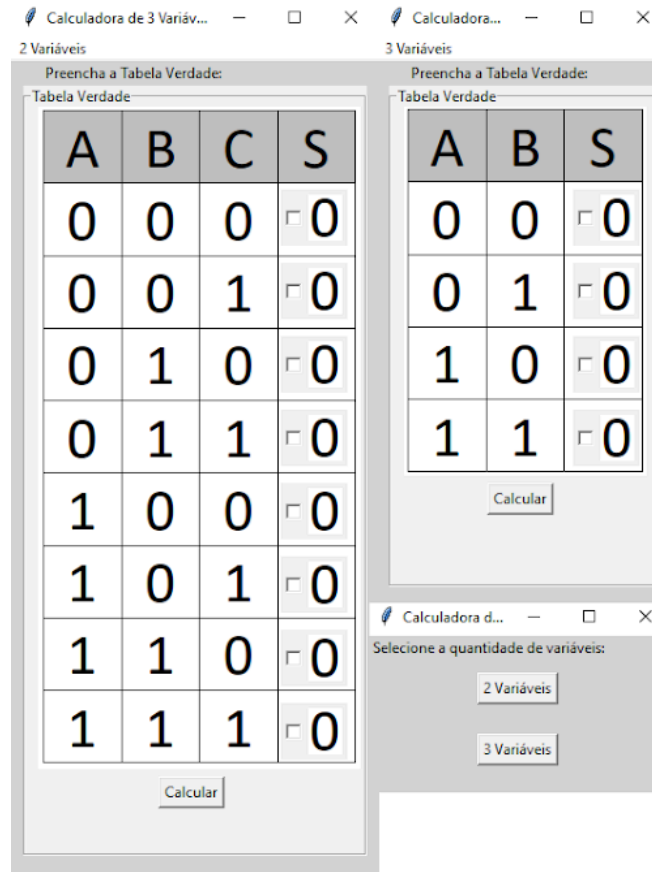 Calculadora de 3 Variáv...
2 Variáveis
Preencha a Tabela Verdade:
Tabela Verdade
A B C S
0 0 0 0
0 0 1 0
0 1 0 0
0 1 1 0
1 0 0 0
1 0 1 0
1 1 0 0
1 1 1 0
Calcular
Calculadora...
3 Variáveis
Preencha a Tabela Verdade:
Tabela Verdade
A B S
0 0 0
0 1 0
1 0 0
1 1 0
Calcular
Calculadora d...
Selecione a quantidade de variáveis:
2 Variáveis
3 Variáveis